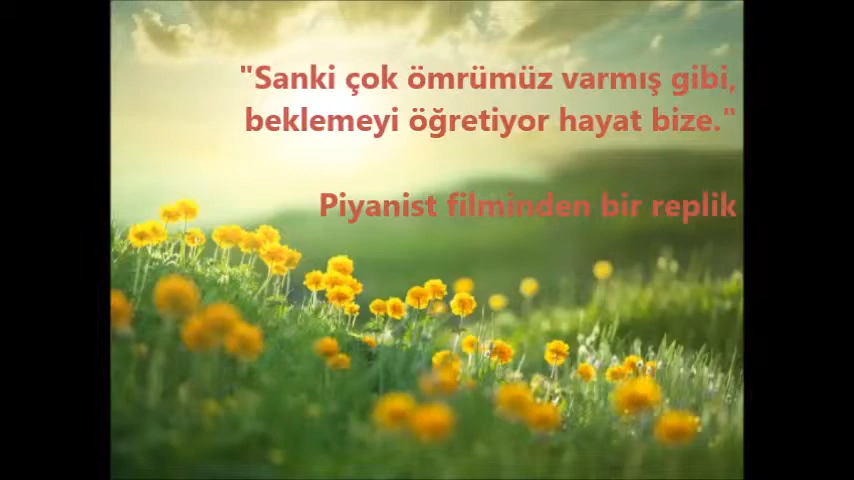 "Sanki çok ömrümüz varmış gibi,
beklemeyi öğretiyor hayat bize."
Piyanist filminden bir replik